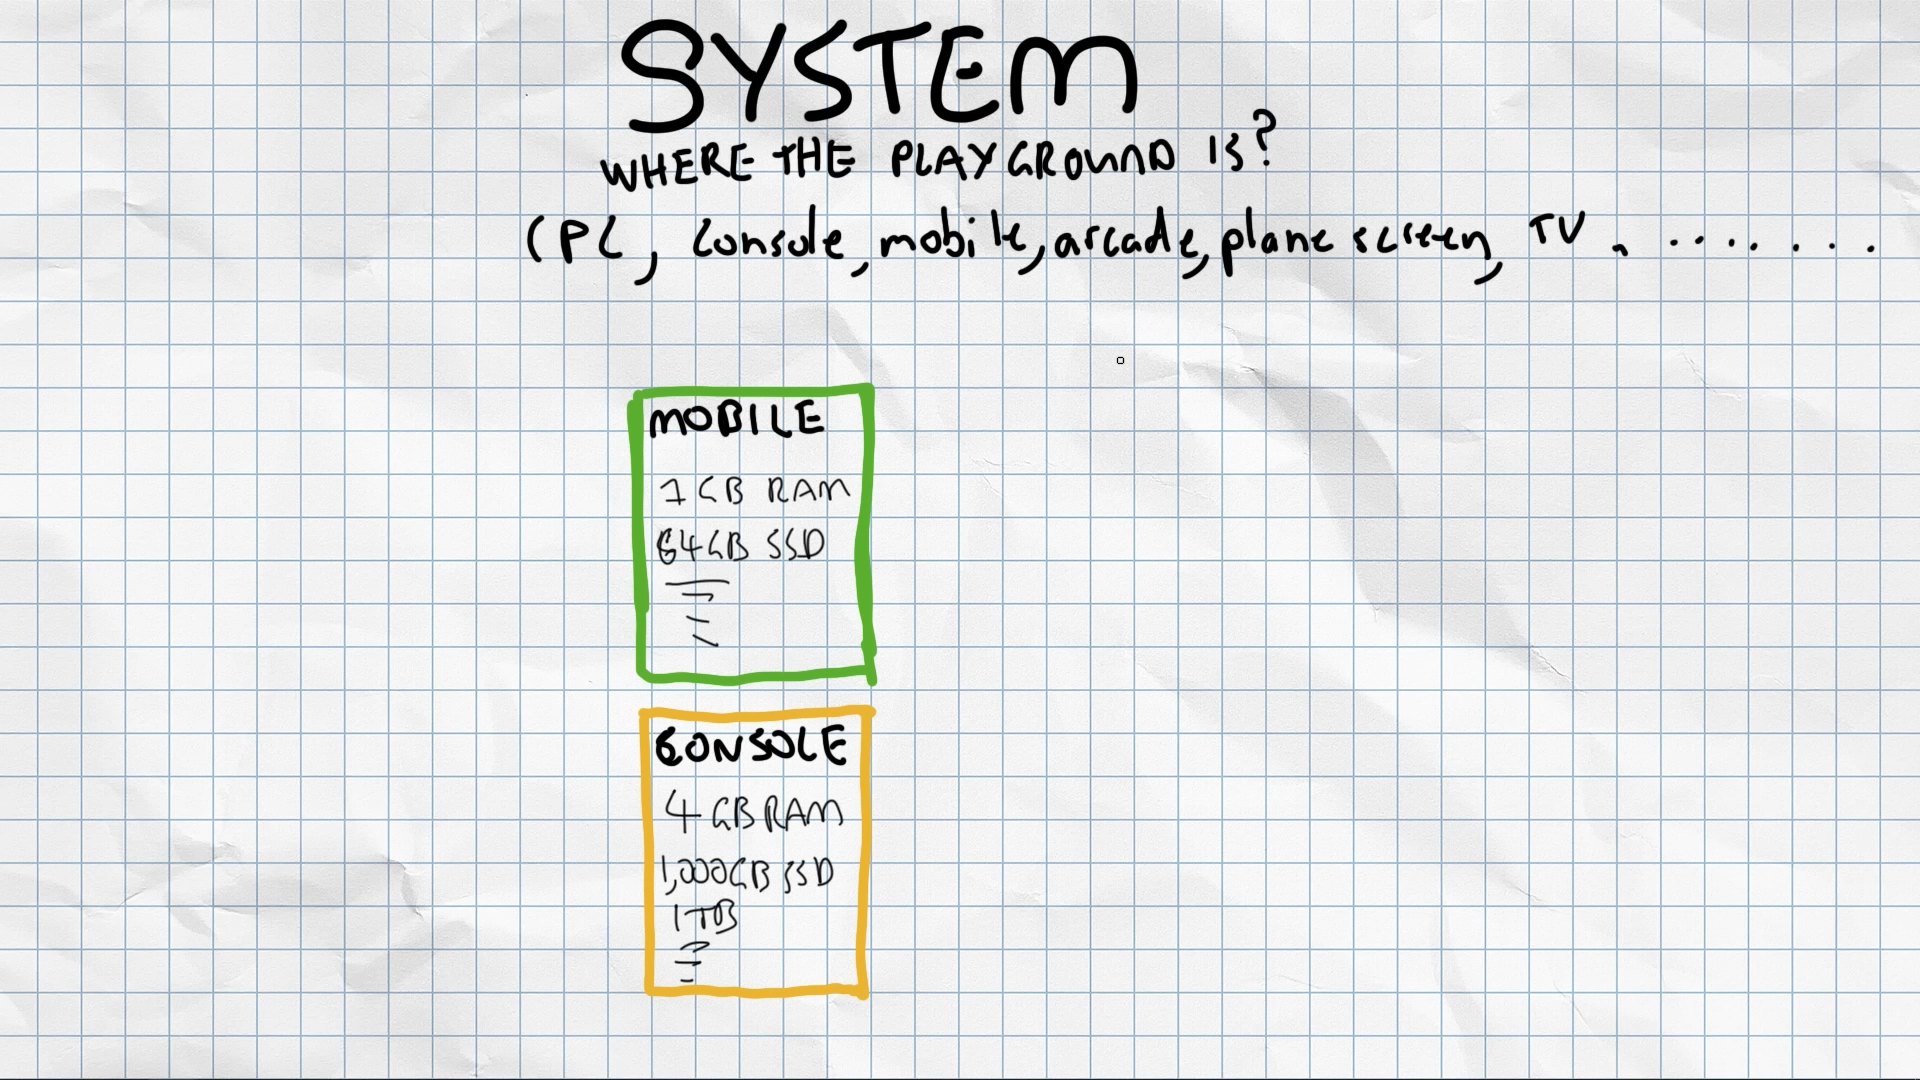 SYSTEM
WHERE THE PLAYGROUND IS?
(PC, console, mobile, arcade, plane screen, TV, .......
MOBILE
1 GB RAM
64GB SSD
CONSOLE
4 GB RAM
1,000GB SSD
1TB